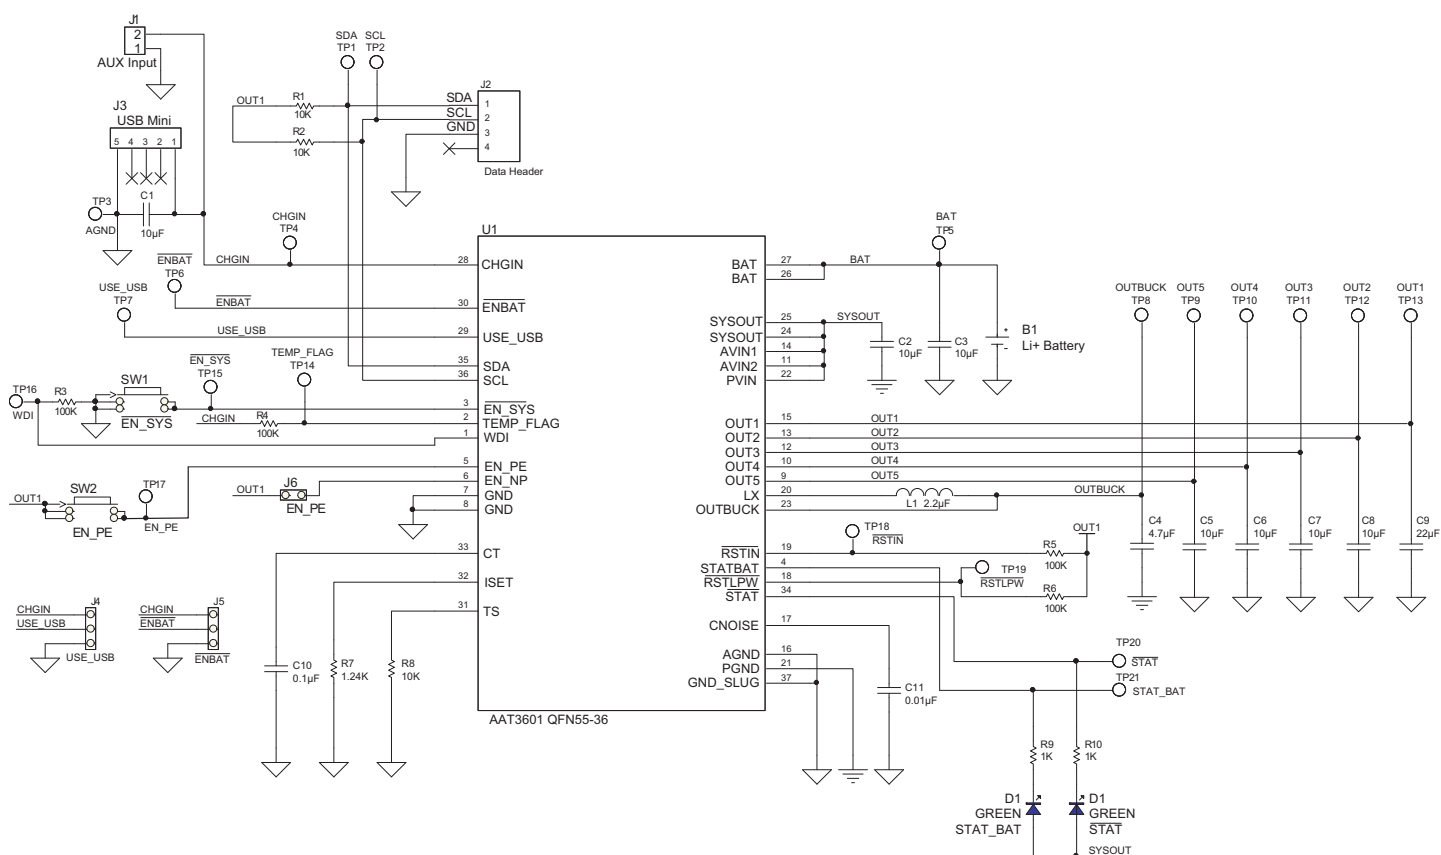 J1
2
1
AUX Input
J3
USB Mini
5 4 3 2 1
TP3
AGND
C1
10µF
SDA
TP1
SCL
TP2
OUT1
R1
10K
R2
10K
J2
SDA 1
SCL 2
GND 3
4
Data Header
CHGIN
TP4
ENBAT
TP6
CHGIN
USE_USB
TP7
ENBAT
USE_USB
EN_SYS
TP15
TEMP_FLAG
TP14
TP16
WDI
R3
100K
SW1
EN_SYS
CHGIN
R4
100K
OUT1
SW2
EN_PE
TP17
EN_PE
OUT1
J6
EN_PE
U1
28 CHGIN
30 ENBAT
29 USE_USB
35 SDA
36 SCL
3 EN_SYS
2 TEMP_FLAG
1 WDI
5 EN_PE
6 EN_NP
7 GND
8 GND
33 CT
32 ISET
31 TS
BAT 27
BAT 26
SYSOUT 25
SYSOUT 24
AVIN1 14
AVIN2 11
PVIN 22
OUT1 15
OUT2 13
OUT3 12
OUT4 10
OUT5 9
LX 20
OUTBUCK 23
RSTIN 19
STATBAT 4
RSTLPW 18
STAT 34
CNOISE 17
AGND 16
PGND 21
GND_SLUG 37
AAT3601 QFN55-36
BAT
TP5
BAT
SYSOUT
C2
10µF
C3
10µF
+
-
B1
Li+ Battery
OUTBUCK
TP8
OUT5
TP9
OUT4
TP10
OUT3
TP11
OUT2
TP12
OUT1
TP13
OUT1
OUT2
OUT3
OUT4
OUT5
L1 2.2µF
OUTBUCK
C4
4.7µF
C5
10µF
C6
10µF
C7
10µF
C8
10µF
C9
22µF
TP18
RSTIN
OUT1
R5
100K
TP19
RSTLPW
R6
100K
J4
CHGIN
USE_USB
USE_USB
J5
CHGIN
ENBAT
ENBAT
C10
0.1µF
R7
1.24K
R8
10K
C11
0.01µF
TP20
STAT
TP21
STAT_BAT
R9
1K
R10
1K
D1
GREEN
STAT_BAT
D1
GREEN
STAT
SYSOUT